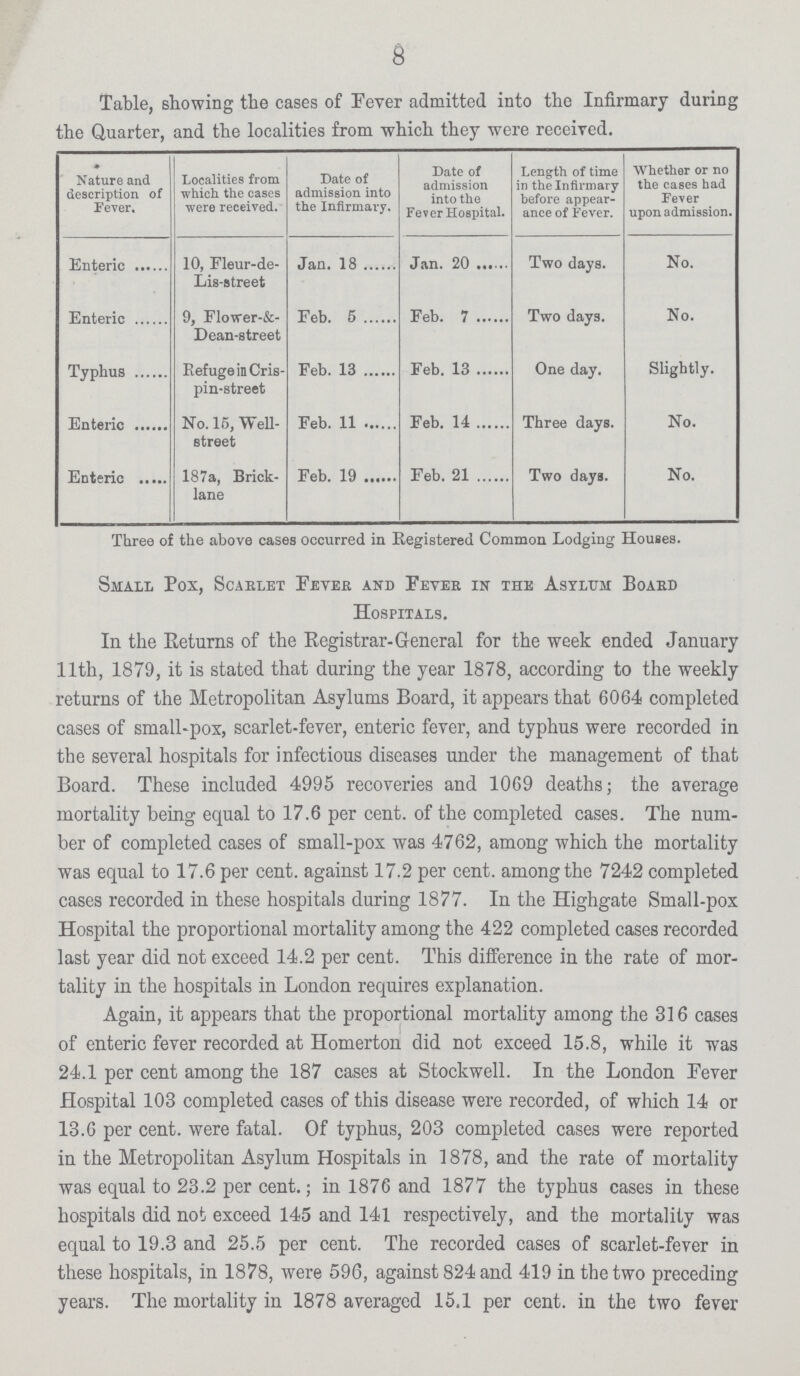 8
Table, showing the cases of Fever admitted into the Infirmary during
the Quarter, and the localities from which they were received.
Nature and description of Fever. | Localities from which the cases were received. | Date of admission into the Infirmary. | Date of admission into the Fever Hospital. | Length of time in the Infirmary before appear-ance of Fever. | Whether or no the cases had Fever upon admission.
Enteric ...... | 10, Fleur-de-Lis-street | Jan. 18 ...... | Jan. 20 ...... | Two days. | No.
Enteric ...... | 9, Flower-&-Dean-street | Feb. 5 ...... | Feb. 7 ...... | Two days. | No.
Typhus ...... | Refuge in Cris-pin-street | Feb. 13 ...... | Feb. 13 ...... | One day. | Slightly.
Enteric ...... | No. 15, Well-street | Feb. 11 ...... | Feb. 14 ...... | Three days. | No.
Enteric ..... | 187a, Brick-lane | Feb. 19 ...... | Feb. 21 ...... | Two days. | No.
Three of the above cases occurred in Registered Common Lodging Houses.
Small Pox, Scarlet Fever and Fever in the Asylum Board
Hospitals.
In the Returns of the Registrar-General for the week ended January
11th, 1879, it is stated that during the year 1878, according to the weekly
returns of the Metropolitan Asylums Board, it appears that 6064 completed
cases of small-pox, scarlet-fever, enteric fever, and typhus were recorded in
the several hospitals for infectious diseases under the management of that
Board. These included 4995 recoveries and 1069 deaths; the average
mortality being equal to 17.6 per cent. of the completed cases. The num-
ber of completed cases of small-pox was 4762, among which the mortality
was equal to 17.6 per cent. against 17.2 per cent. among the 7242 completed
cases recorded in these hospitals during 1877. In the Highgate Small-pox
Hospital the proportional mortality among the 422 completed cases recorded
last year did not exceed 14.2 per cent. This difference in the rate of mor-
tality in the hospitals in London requires explanation.
Again, it appears that the proportional mortality among the 316 cases
of enteric fever recorded at Homerton did not exceed 15.8, while it was
24.1 per cent among the 187 cases at Stockwell. In the London Fever
Hospital 103 completed cases of this disease were recorded, of which 14 or
13.6 per cent. were fatal. Of typhus, 203 completed cases were reported
in the Metropolitan Asylum Hospitals in 1878, and the rate of mortality
was equal to 23.2 per cent.; in 1876 and 1877 the typhus cases in these
hospitals did not exceed 145 and 141 respectively, and the mortality was
equal to 19.3 and 25.5 per cent. The recorded cases of scarlet-fever in
these hospitals, in 1878, were 596, against 824 and 419 in the two preceding
years. The mortality in 1878 averaged 15.1 per cent. in the two fever